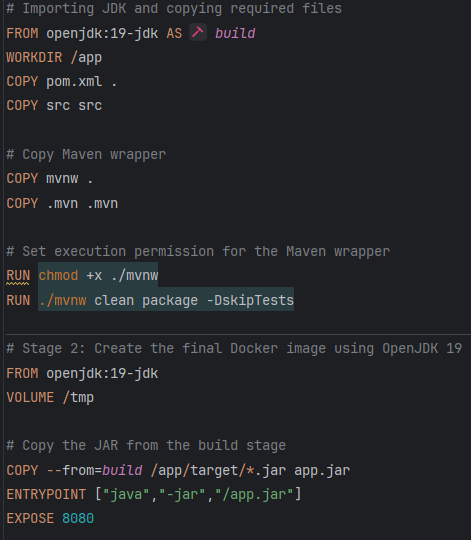 # Importing JDK and copying required files
FROM openjdk:19-jdk AS build
WORKDIR /app
COPY pom.xml .
COPY src src
# Copy Maven wrapper
COPY mvnw .
COPY .mvn .mvn
# Set execution permission for the Maven wrapper
RUN chmod +x ./mvnw
RUN ./mvnw clean package -DskipTests
# Stage 2: Create the final Docker image using OpenJDK 19
FROM openjdk:19-jdk
VOLUME /tmp
# Copy the JAR from the build stage
COPY --from=build /app/target/*.jar app.jar
ENTRYPOINT ["java","-jar","/app.jar"]
EXPOSE 8080